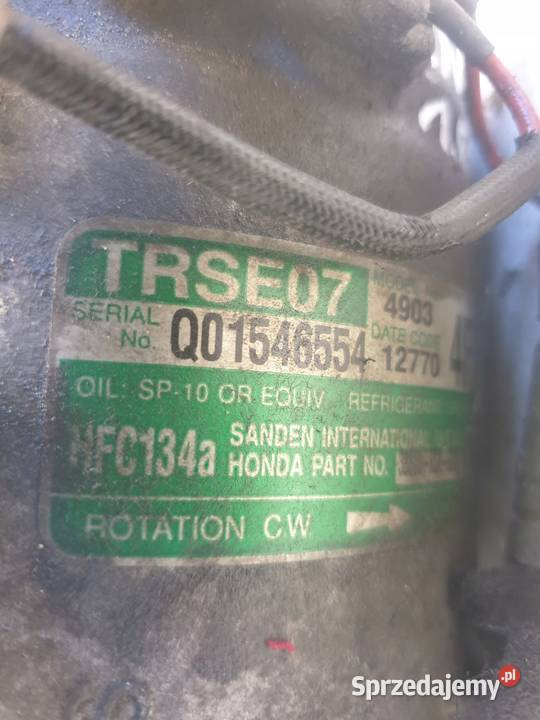 TRSE07
MODEL
4903
SERIAL No. Q01546554
DATE CODE
12770
OIL: SP-10 OR EQUIV. REFRIGERANT
HFC134a
SANDEN INTERNATIONAL
HONDA PART NO.
ROTATION C.W
Sprzedajemy.pl